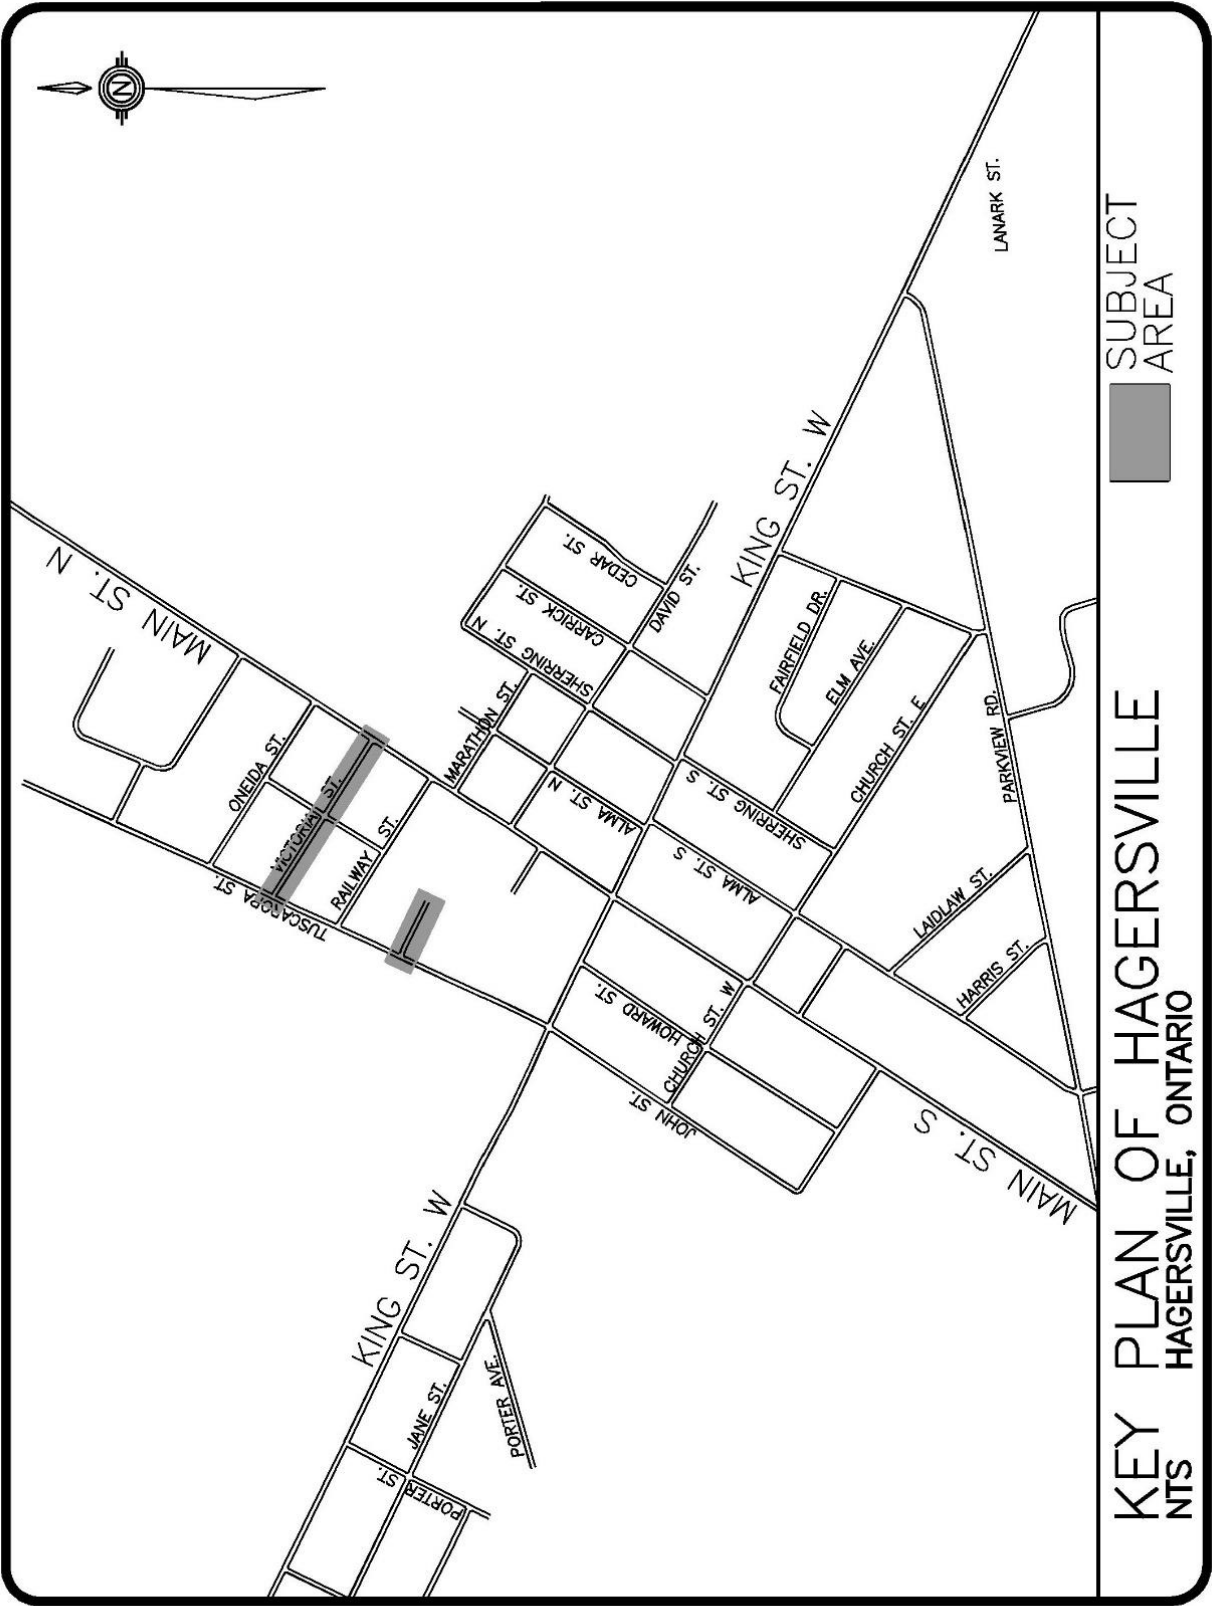 N
MAIN ST. N
ONEIDA ST.
VICTORIA ST.
TUSCARORA ST.
RAILWAY ST.
MARATHON ST.
SHERRING ST. N
CARRICK ST.
CEDAR ST.
DAVID ST.
ALMA ST. N
KING ST. W
FAIRFIELD DR.
ELM AVE.
CHURCH ST. E
SHERRING ST. S
ALMA ST. S
LANARK ST.
PARKVIEW RD.
LAIDLAW ST.
HARRIS ST.
HOWARD ST.
CHURCH ST. W
JOHN ST.
MAIN ST. S
KING ST. W
JANE ST.
PORTER AVE.
PORTER ST.
KEY PLAN OF HAGERSVILLE
NTS
HAGERSVILLE, ONTARIO
SUBJECT
AREA